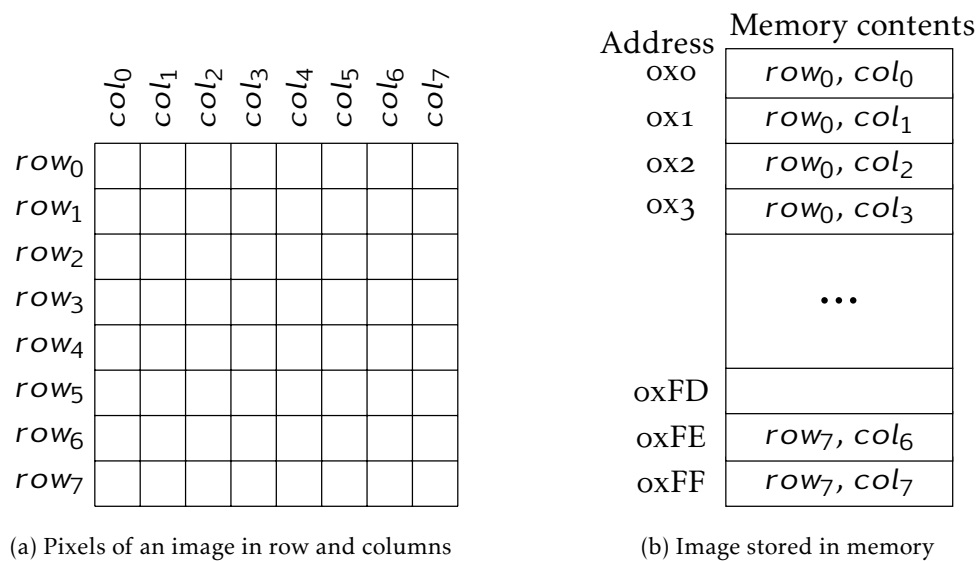 col0 col1 col2 col3 col4 col5 col6 col7
row0
row1
row2
row3
row4
row5
row6
row7
(a) Pixels of an image in row and columns
Address Memory contents
0x0 row0, col0
0x1 row0, col1
0x2 row0, col2
0x3 row0, col3
...
0xFD
0xFE row7, col6
0xFF row7, col7
(b) Image stored in memory